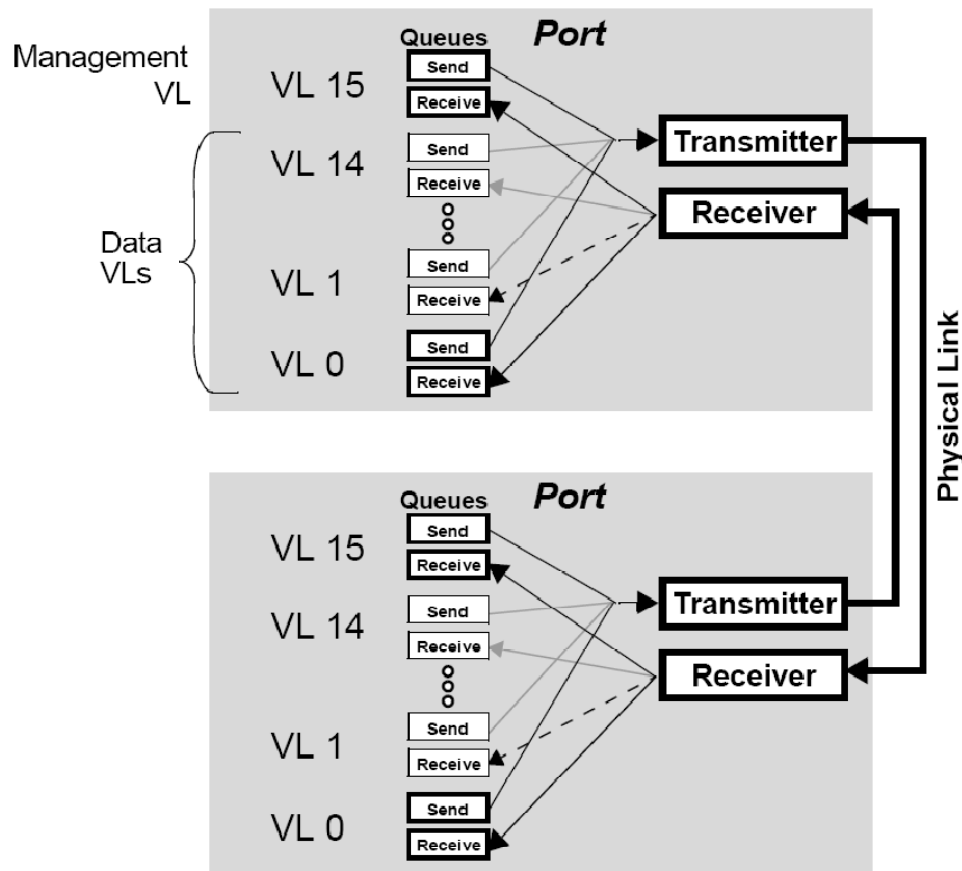 Queues
Port
Management
VL
VL 15
Send
Receive
Transmitter
VL 14
Send
Receive
Receiver
Data
VLs
VL 1
Send
Receive
VL 0
Send
Receive
Physical Link
Queues
Port
VL 15
Send
Receive
Transmitter
VL 14
Send
Receive
Receiver
VL 1
Send
Receive
VL 0
Send
Receive